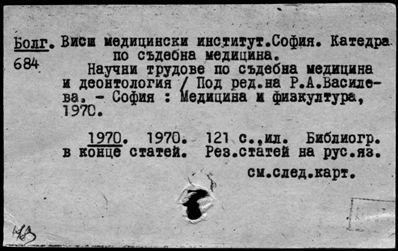 Болг. Висш медицински институт.София. Катедра
по съдебна медицина.
684. Научни трудове по съдебна медицина
и деонтология / Под ред.на Р.А.Василе-
ва. – София : Медицина и физкултура,
1970.
1970. 1970. 121 с.,ил. Библиогр.
в конце статей. Рез.статей на рус.яз.
см.след.карт.